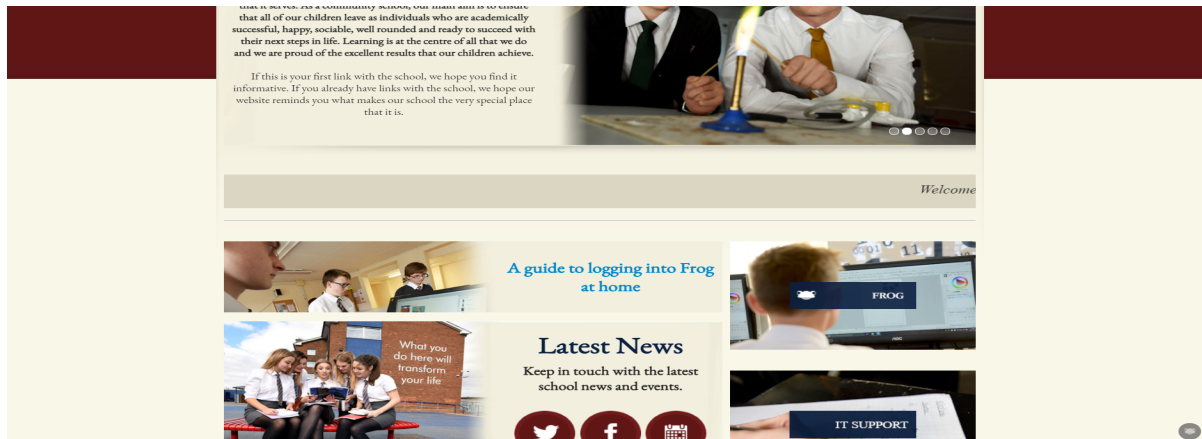 that it serves. As a community school, our main aim is to ensure
that all of our children leave as individuals who are academically
successful, happy, sociable, well rounded and ready to succeed with
their next steps in life. Learning is at the centre of all that we do
and we are proud of the excellent results that our children achieve.
If this is your first link with the school, we hope you find it
informative. If you already have links with the school, we hope our
website reminds you what makes our school the very special place
that it is.
Welcome
A guide to logging into Frog
at home
FROG
What you
do here will
transform
your life
Latest News
Keep in touch with the latest
school news and events.
IT SUPPORT